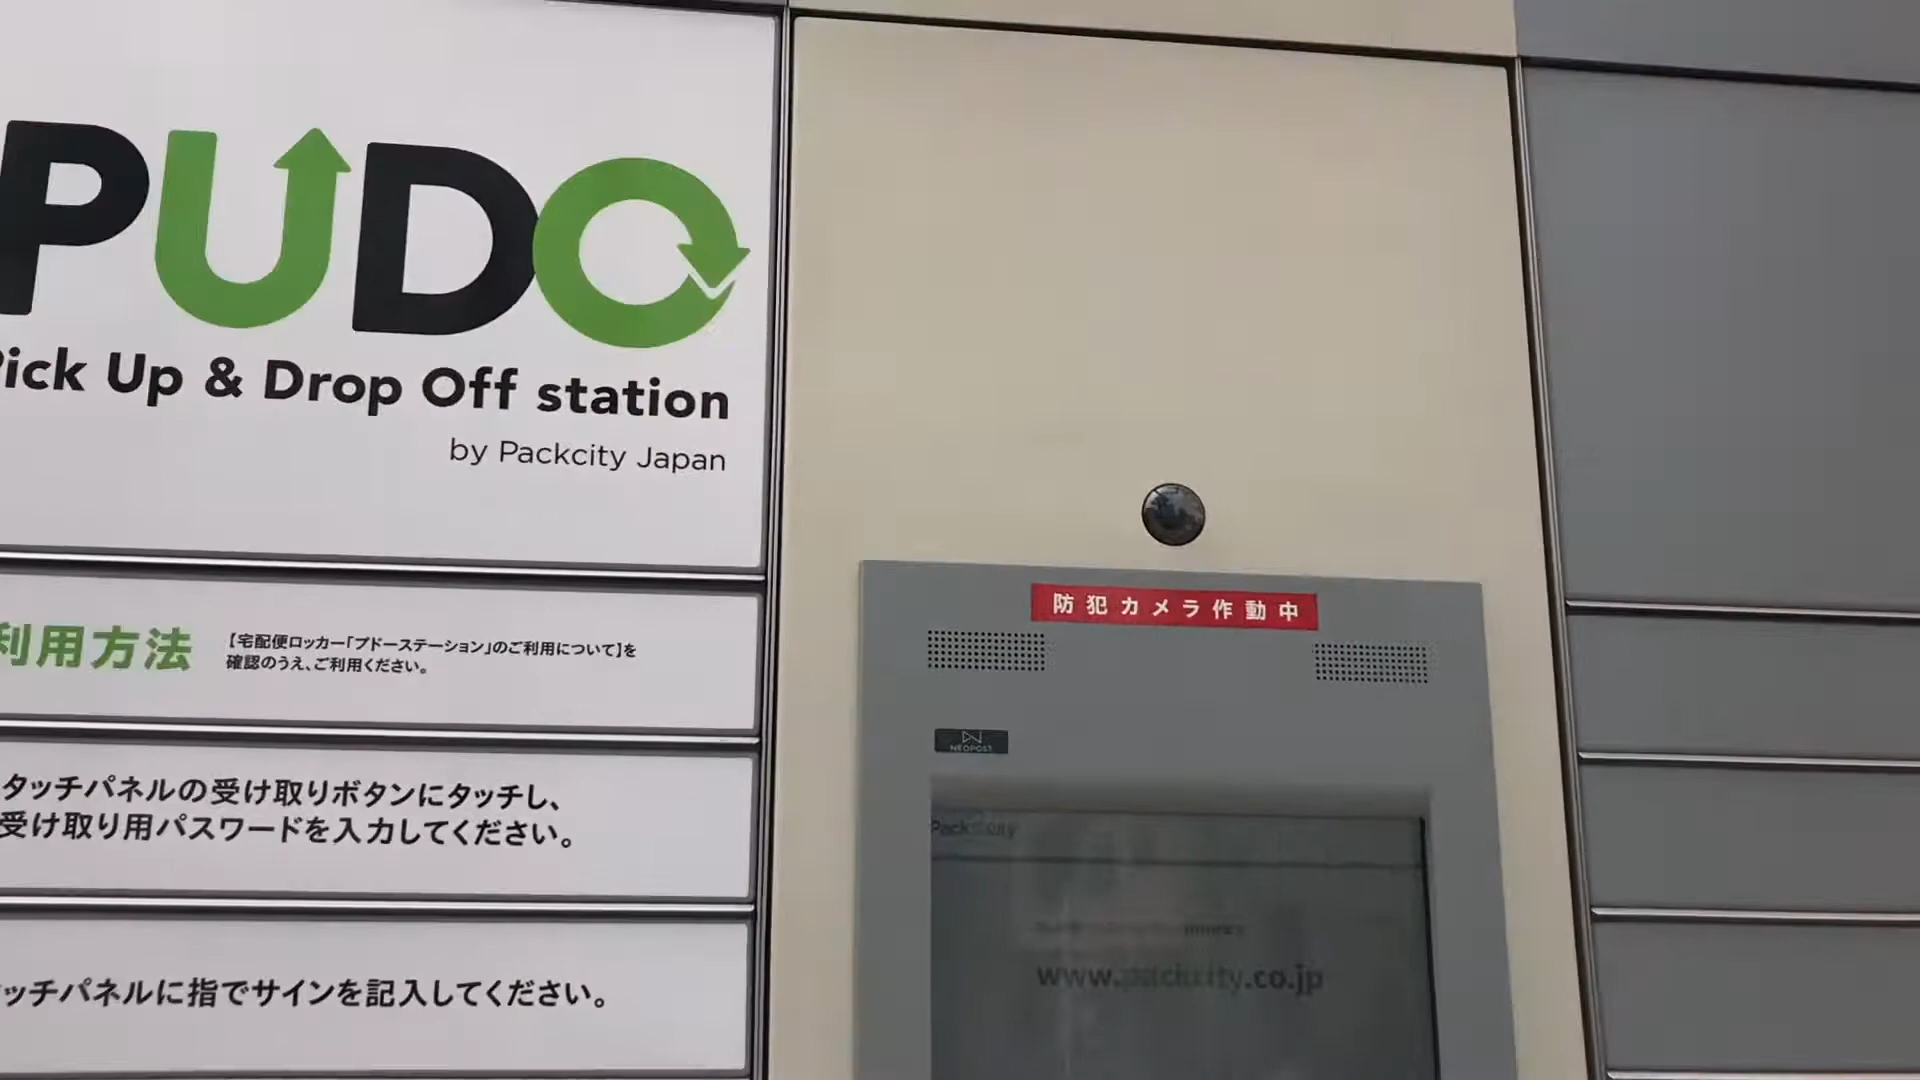 PUDO
Pick Up & Drop Off station
by Packcity Japan
利用方法
【宅配便ロッカー「プドーステーション」のご利用について】を
確認のうえ、ご利用ください。
タッチパネルの受け取りボタンにタッチし、
受け取り用パスワードを入力してください。
ッチパネルに指でサインを記入してください。
防犯カメラ作動中
NEOPOST
Packcity
www.packcity.co.jp